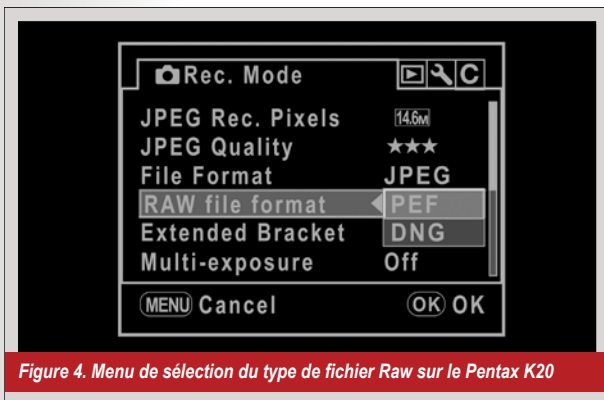 Rec. Mode C
JPEG Rec. Pixels 14.6M
JPEG Quality ★★★
File Format JPEG
RAW file format PEF
Extended Bracket DNG
Multi-exposure Off
MENU Cancel OK OK
Figure 4. Menu de sélection du type de fichier Raw sur le Pentax K20